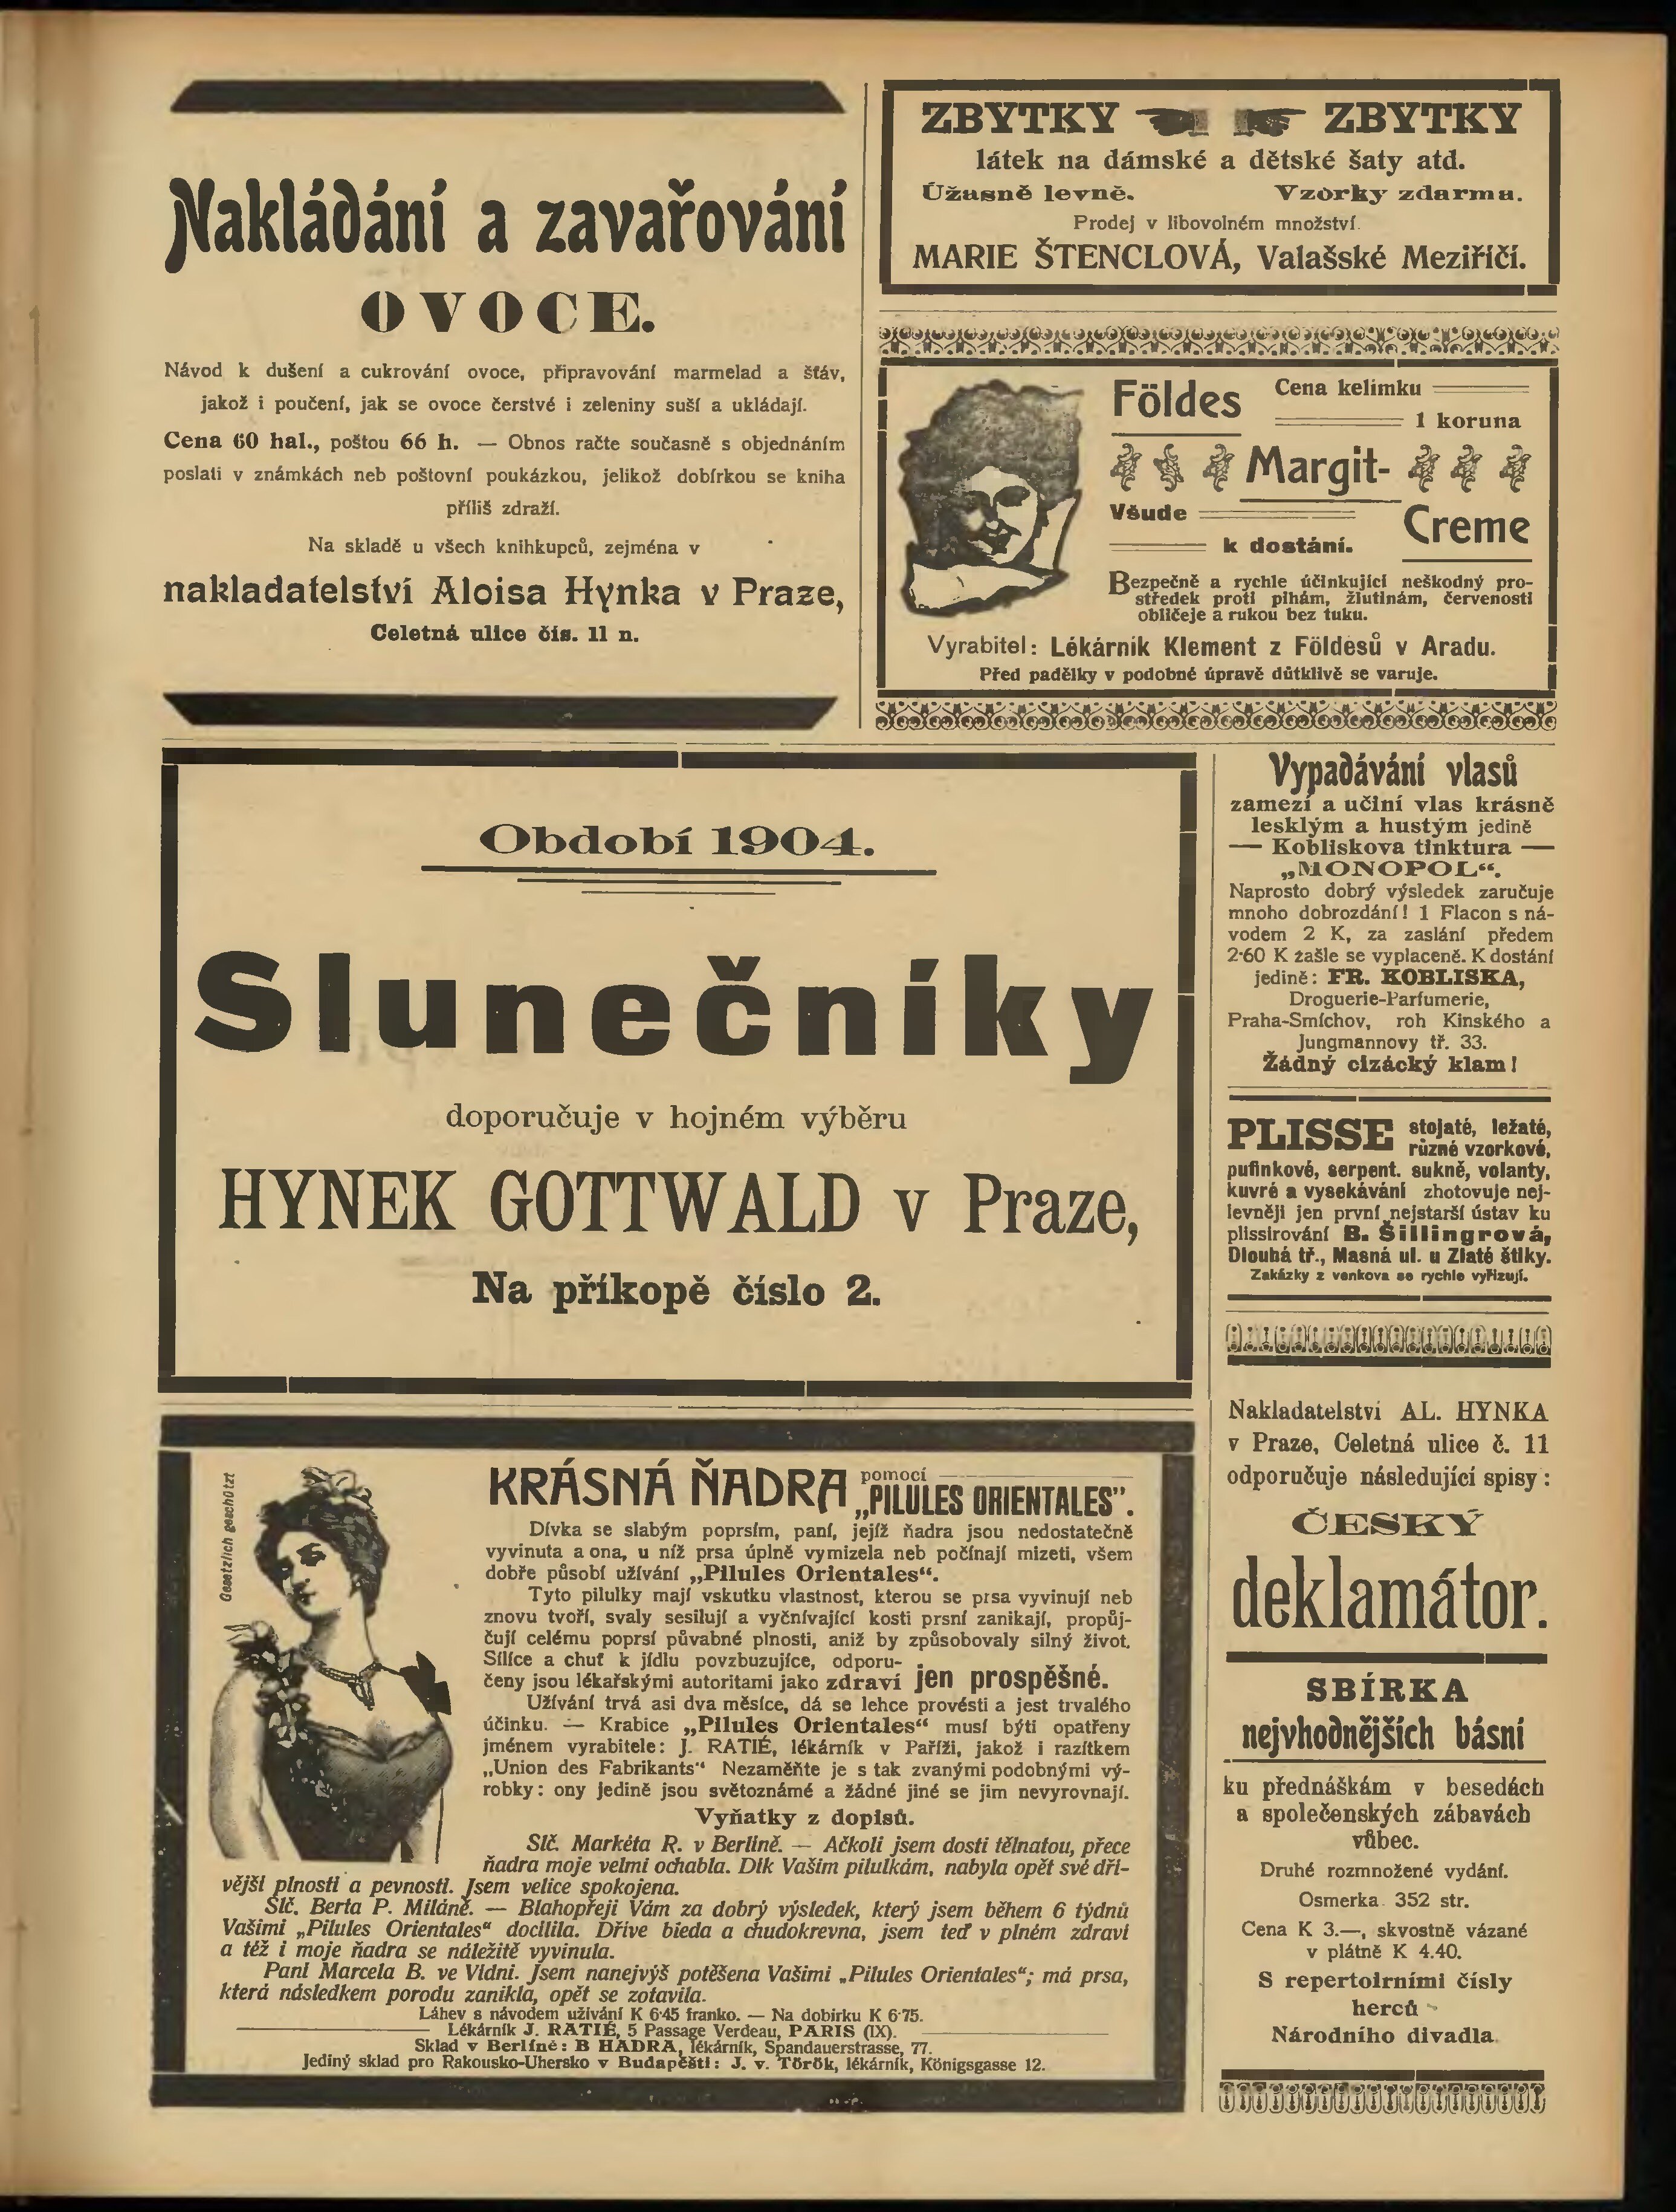 Nakládání a zavařování
OVOCE.
Návod k dušení a cukrování ovoce, připravování marmelad a šťáv,
jakož i poučení, jak se ovoce čerstvé i zeleniny suší a ukládají.
Cena 60 hal., poštou 66 h. — Obnos račte současně s objednáním
poslati v známkách neb poštovní poukázkou, jelikož dobírkou se kniha
příliš zdraží.
Na skladě u všech knihkupců, zejména v
nakladatelství Aloisa Hynka v Praze,
Celetná ulice čis. 11 n.
ZBYTKY ZBYTKY
látek na dámské a dětské šaty atd.
Úžasně levně. Vzorky zdarma.
Prodej v libovolném množství.
MARIE ŠTENCLOVÁ, Valašské Meziříčí.
Földes Cena kelímku
1 koruna
Margit-
Všude
Creme
k dostání.
Bezpečně a rychle účinkující neškodný pro-
středek proti pihám, žlutinám, červenosti
obličeje a rukou bez tuku.
Vyrabitel: Lékárník Klement z Földesů v Aradu.
Před padělky v podobné úpravě důtklivě se varuje.
Období 1904.
Slunečníky
doporučuje v hojném výběru
HYNEK GOTTWALD v Praze,
Na příkopě číslo 2.
Vypadávání vlasů
zamezí a učiní vlas krásně
lesklým a hustým jedině
— Kobliskova tinktura —
„MONOPOL“.
Naprosto dobrý výsledek zaručuje
mnoho dobrozdání! 1 Flacon s ná-
vodem 2 K, za zaslání předem
2·60 K zašle se vyplaceně. K dostání
jedině: FR. KOBLISKA,
Droguerie-Parfumerie,
Praha-Smíchov, roh Kinského a
Jungmannovy tř. 33.
Žádný cizácký klam!
PLISSE stojaté, ležaté,
různé vzorkové,
pufinkové, serpent. sukně, volanty,
kuvré a vysekávání zhotovuje nej-
levněji jen první nejstarší ústav ku
plissirování B. Šillingrová,
Dlouhá tř., Masná ul. u Zlaté štiky.
Zakázky z venkova se rychle vyřizují.
Nakladatelství AL. HYNKA
v Praze, Celetná ulice č. 11
odporučuje následující spisy:
ČESKÝ
deklamátor.
SBÍRKA
nejvhodnějších básní
ku přednáškám v besedách
a společenských zábavách
vůbec.
Druhé rozmnožené vydání.
Osmerka 352 str.
Cena K 3.—, skvostně vázané
v plátně K 4.40.
S repertoirními čísly
herců
Národního divadla.
Gesetzlich geschützt
KRÁSNÁ ŇADRA pomocí
„PILULES ORIENTALES”.
Dívka se slabým poprsím, paní, jejíž ňadra jsou nedostatečně
vyvinuta a ona, u níž prsa úplně vymizela neb počínají mizeti, všem
dobře působí užívání „Pilules Orientales“.
Tyto pilulky mají vskutku vlastnost, kterou se prsa vyvinují neb
znovu tvoří, svaly sesilují a vyčnívající kosti prsní zanikají, propůj-
čují celému poprsí půvabné plnosti, aniž by způsobovaly silný život.
Sílíce a chuť k jídlu povzbuzujíce, odporu-
čeny jsou lékařskými autoritami jako zdraví jen prospěšné.
Užívání trvá asi dva měsíce, dá se lehce provésti a jest trvalého
účinku. — Krabice „Pilules Orientales“ musí býti opatřeny
jménem vyrabitele: J. RATIÉ, lékárník v Paříži, jakož i razítkem
„Union des Fabrikants“ Nezaměňte je s tak zvanými podobnými vý-
robky: ony jedině jsou světoznámé a žádné jiné se jim nevyrovnají.
Vyňatky z dopisů.
Slč. Markéta R. v Berlíně. — Ačkoli jsem dosti tělnatou, přece
ňadra moje velmi ochabla. Dík Vašim pilulkám, nabyla opět své dři-
vější plnosti a pevnosti. Jsem velice spokojena.
Slč. Berta P. Miláně. — Blahopřeji Vám za dobrý výsledek, který jsem během 6 týdnů
Vašimi „Pilules Orientales“ docílila. Dříve bieda a chudokrevna, jsem teď v plném zdraví
a též i moje ňadra se náležitě vyvinula.
Paní Marcela B. ve Vídni. Jsem nanejvýš potěšena Vašimi „Pilules Orientales“; má prsa,
která následkem porodu zanikla, opět se zotavila.
Láhev s návodem užívání K 6·45 franko. — Na dobírku K 6·75.
Lékárník J. RATIÉ, 5 Passage Verdeau, PARIS (IX).
Sklad v Berlíně: B HADRA, lékárník, Spandauerstrasse, 77.
Jediný sklad pro Rakousko-Uhersko v Budapešti: J. v. Török, lékárník, Königsgasse 12.